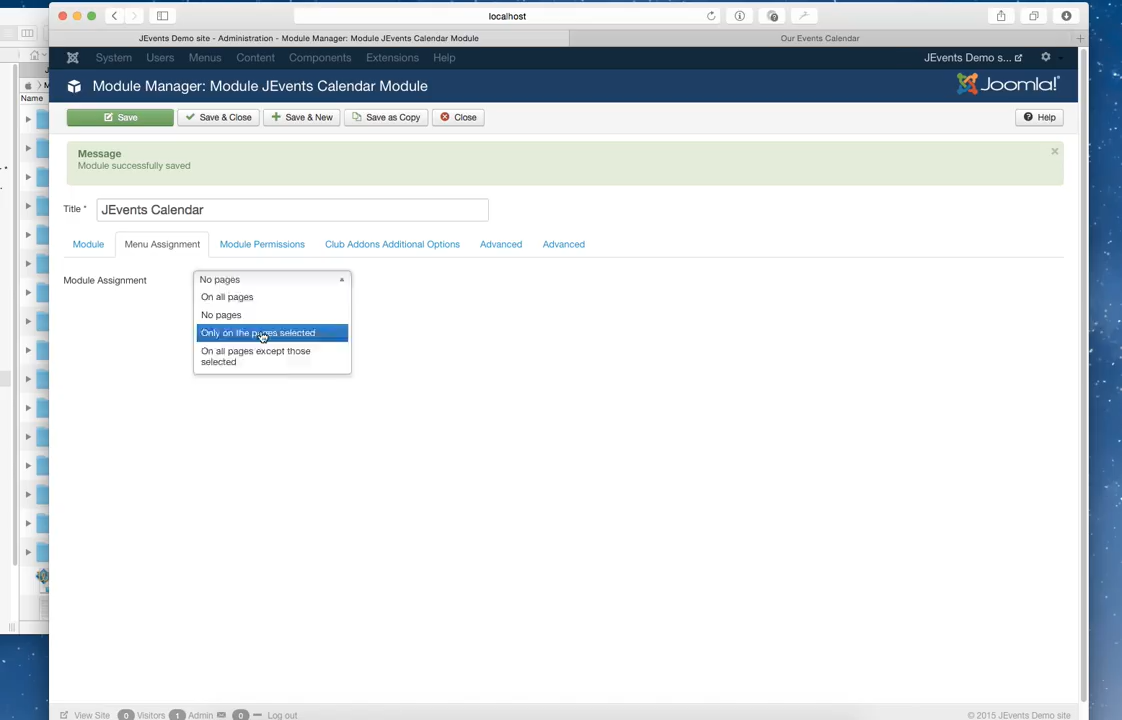 localhost
JEvents Demo site - Administration - Module Manager: Module JEvents Calendar Module
Our Events Calendar
System Users Menus Content Components Extensions Help
JEvents Demo s...
Module Manager: Module JEvents Calendar Module
Joomla!
Save
Save & Close
Save & New
Save as Copy
Close
Help
Name
Message
Module successfully saved
Title *
JEvents Calendar
Module
Menu Assignment
Module Permissions
Club Addons Additional Options
Advanced
Advanced
Module Assignment
No pages
On all pages
No pages
Only on the pages selected
On all pages except those
selected
View Site 0 Visitors 1 Admin 0 Log out
© 2015 JEvents Demo site